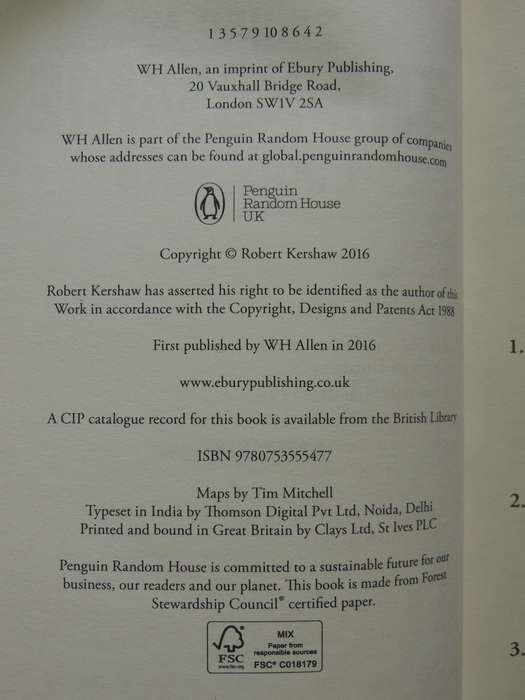 1 3 5 7 9 10 8 6 4 2
WH Allen, an imprint of Ebury Publishing,
20 Vauxhall Bridge Road,
London SW1V 2SA
WH Allen is part of the Penguin Random House group of companies
whose addresses can be found at global.penguinrandomhouse.com
Penguin
Random House
UK
Copyright © Robert Kershaw 2016
Robert Kershaw has asserted his right to be identified as the author of this
Work in accordance with the Copyright, Designs and Patents Act 1988
First published by WH Allen in 2016
www.eburypublishing.co.uk
A CIP catalogue record for this book is available from the British Library
ISBN 9780753555477
Maps by Tim Mitchell
Typeset in India by Thomson Digital Pvt Ltd, Noida, Delhi
Printed and bound in Great Britain by Clays Ltd, St Ives PLC
Penguin Random House is committed to a sustainable future for our
business, our readers and our planet. This book is made from Forest
Stewardship Council® certified paper.
FSC
www.fsc.org
MIX
Paper from
responsible sources
FSC® C018179
1.
2.
3.